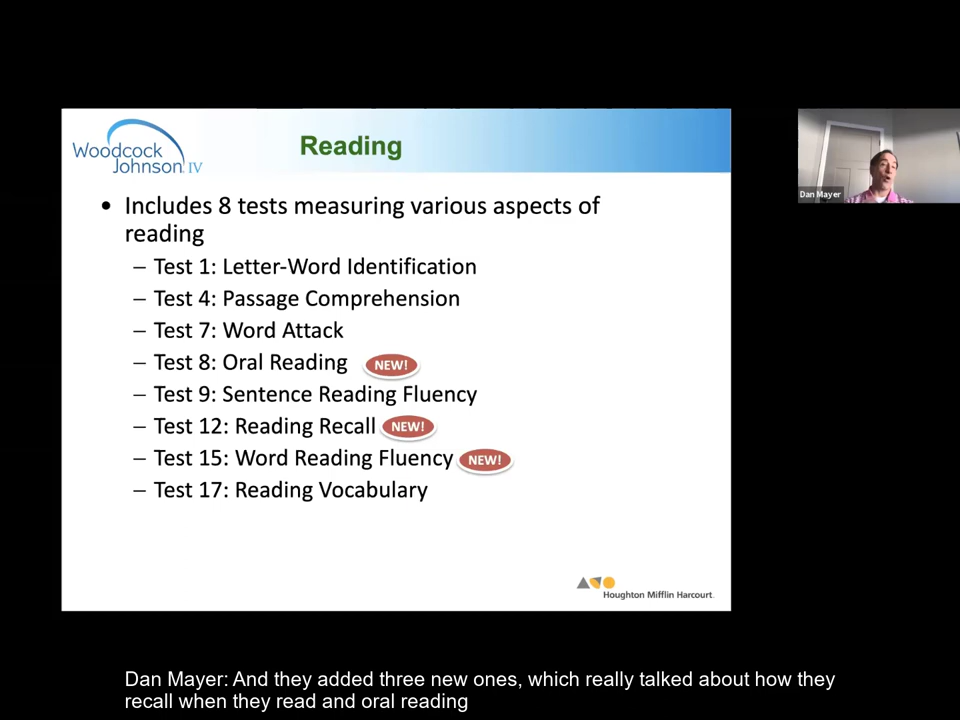 Woodcock
Johnson IV
Reading
Dan Mayer
• Includes 8 tests measuring various aspects of
reading
– Test 1: Letter-Word Identification
– Test 4: Passage Comprehension
– Test 7: Word Attack
– Test 8: Oral Reading NEW!
– Test 9: Sentence Reading Fluency
– Test 12: Reading Recall NEW!
– Test 15: Word Reading Fluency NEW!
– Test 17: Reading Vocabulary
Houghton Mifflin Harcourt
Dan Mayer: And they added three new ones, which really talked about how they
recall when they read and oral reading